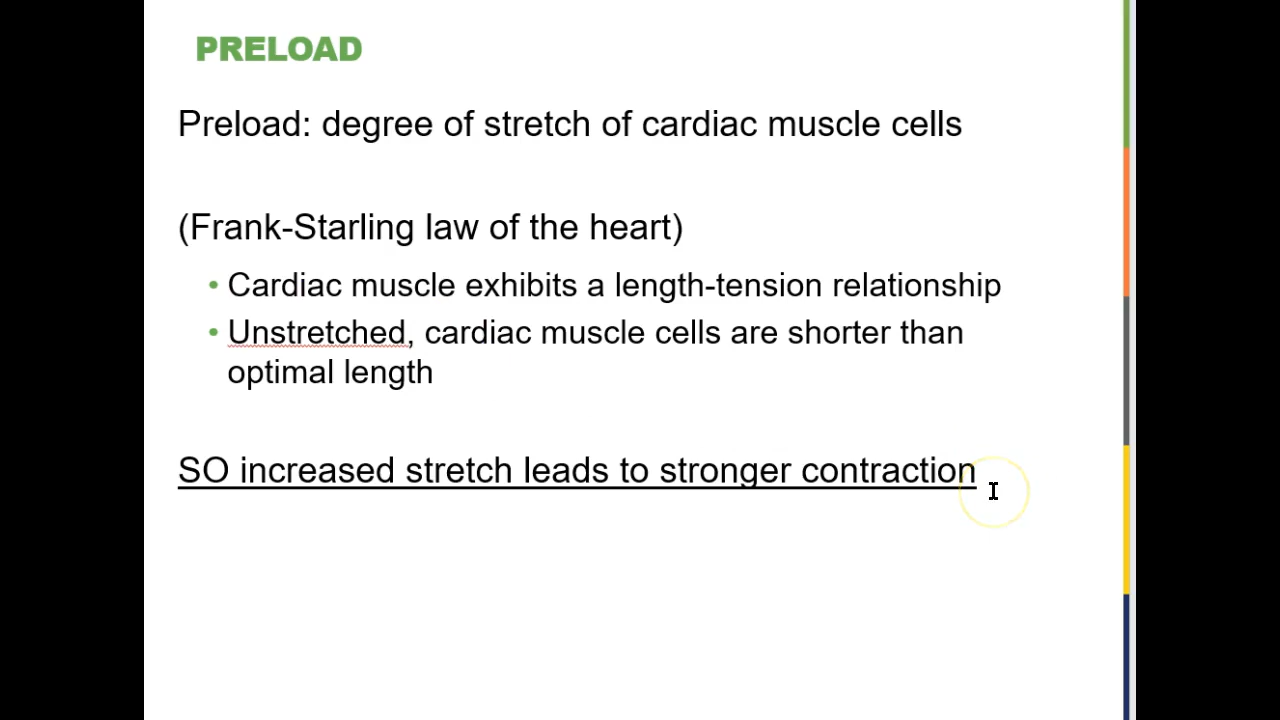 PRELOAD
Preload: degree of stretch of cardiac muscle cells
(Frank-Starling law of the heart)
• Cardiac muscle exhibits a length-tension relationship
• Unstretched, cardiac muscle cells are shorter than
optimal length
SO increased stretch leads to stronger contraction